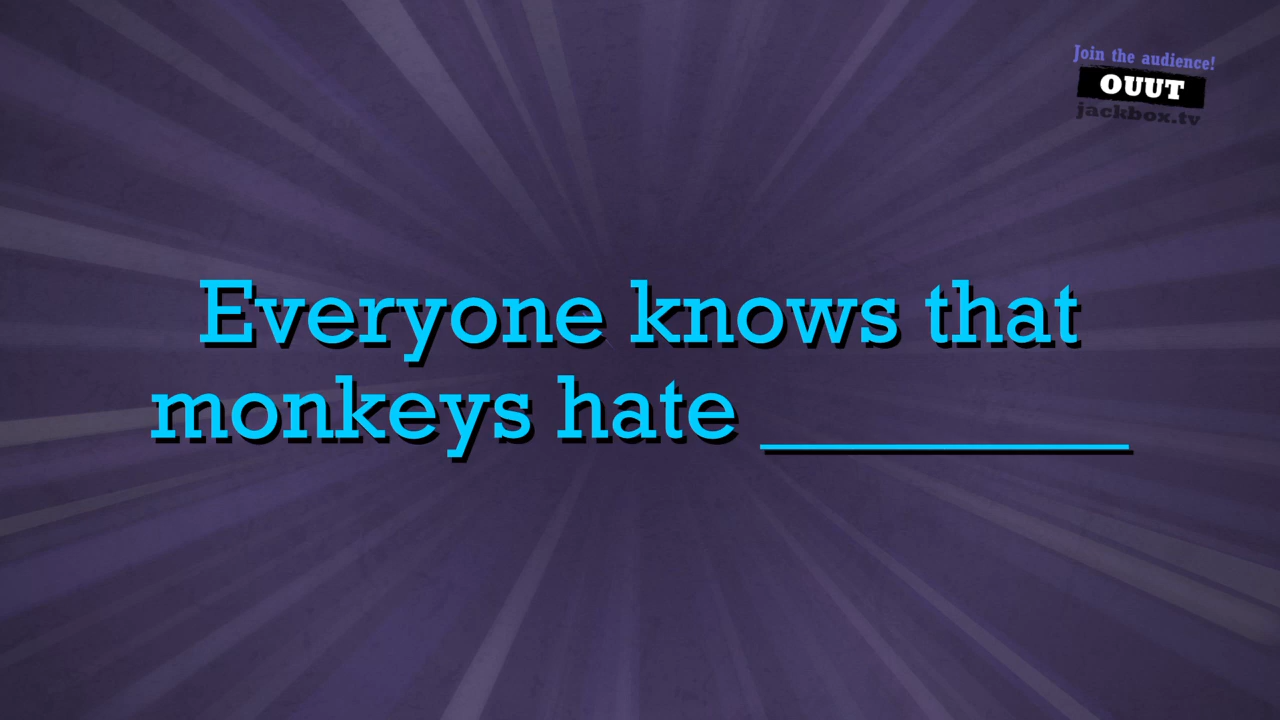 Join the audience!
OUUT
jackbox.tv
Everyone knows that
monkeys hate ________